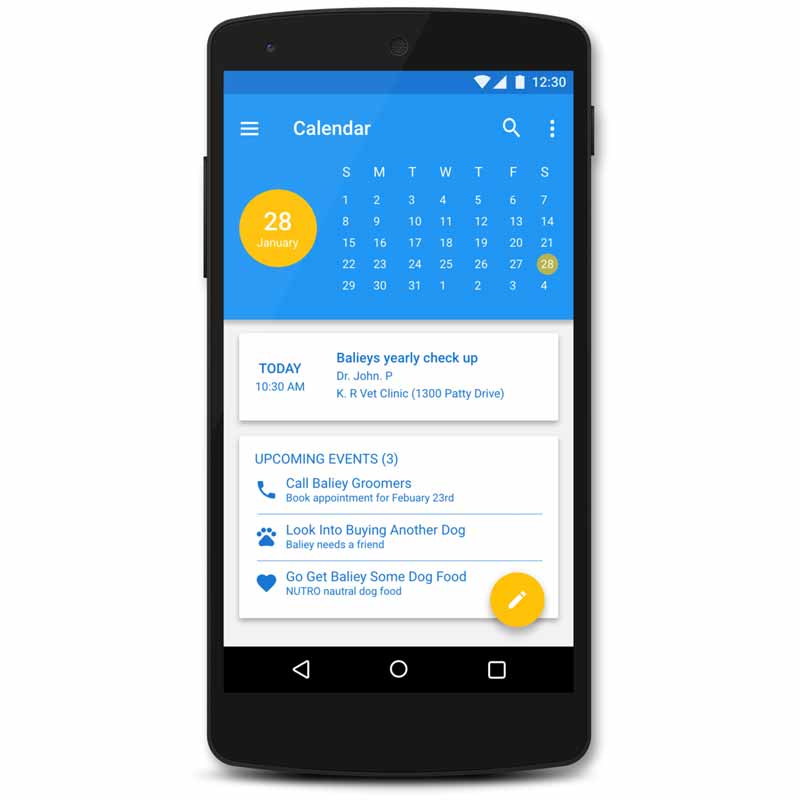 12:30
Calendar
S M T W T F S
1 2 3 4 5 6 7
8 9 10 11 12 13 14
15 16 17 18 19 20 21
22 23 24 25 26 27 28
29 30 31 1 2 3 4
28
January
TODAY
10:30 AM
Balieys yearly check up
Dr. John. P
K. R Vet Clinic (1300 Patty Drive)
UPCOMING EVENTS (3)
Call Baliey Groomers
Book appointment for Febuary 23rd
Look Into Buying Another Dog
Baliey needs a friend
Go Get Baliey Some Dog Food
NUTRO nautral dog food